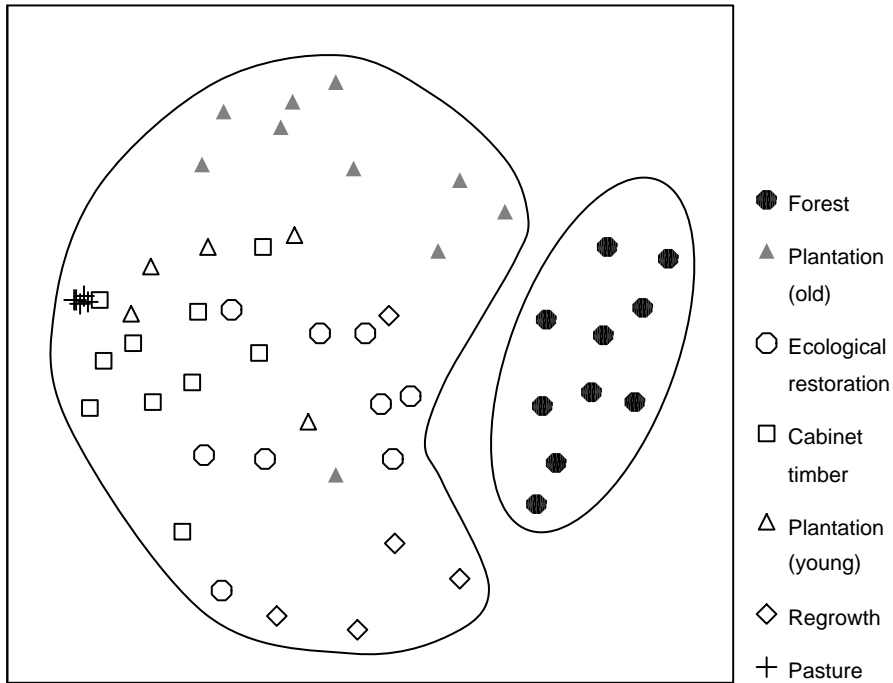 Forest
Plantation
(old)
Ecological
restoration
Cabinet
timber
Plantation
(young)
Regrowth
Pasture